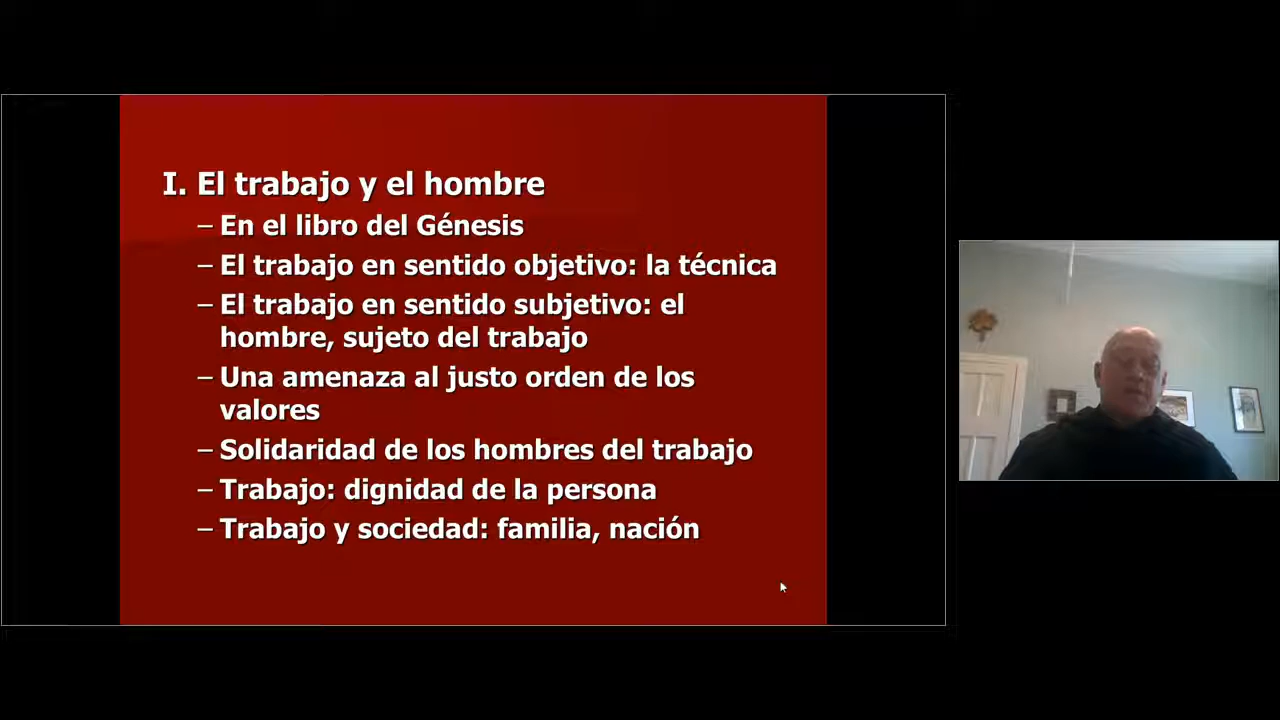 I. El trabajo y el hombre
– En el libro del Génesis
– El trabajo en sentido objetivo: la técnica
– El trabajo en sentido subjetivo: el
hombre, sujeto del trabajo
– Una amenaza al justo orden de los
valores
– Solidaridad de los hombres del trabajo
– Trabajo: dignidad de la persona
– Trabajo y sociedad: familia, nación